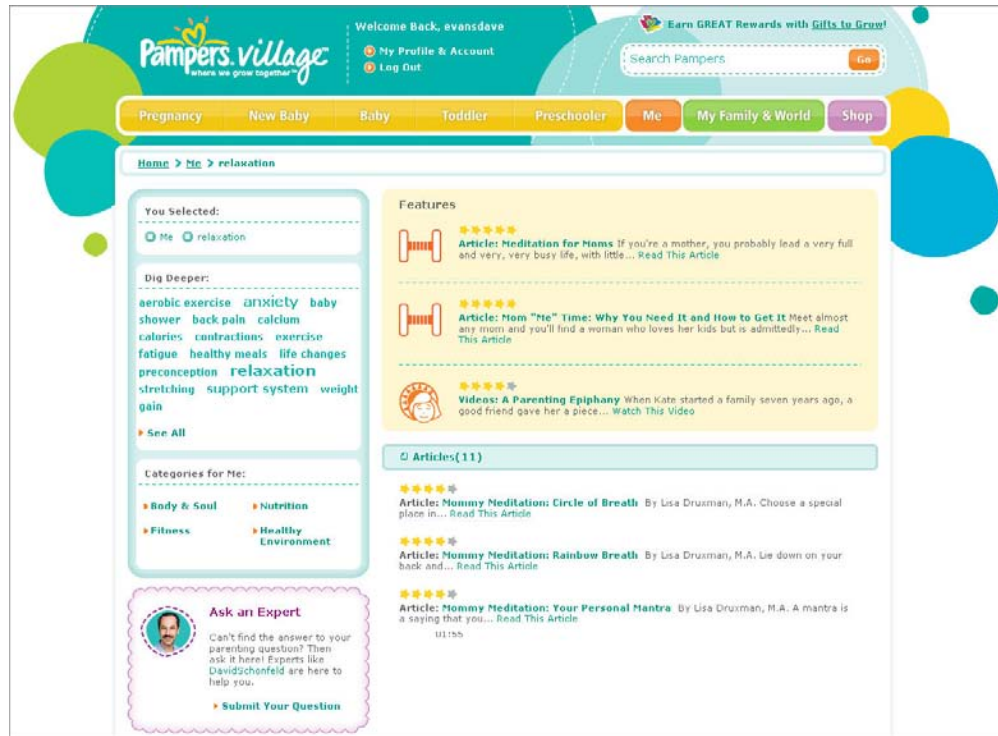 Welcome Back, evansdave
My Profile & Account
Log Out
Pampers. village
where we grow together™
Earn GREAT Rewards with Gifts to Grow!
Search Pampers
Go
Pregnancy
New Baby
Baby
Toddler
Preschooler
Me
My Family & World
Shop
Home > Me > relaxation
You Selected:
Me relaxation
Dig Deeper:
aerobic exercise anxiety baby
shower back pain calcium
calories contractions exercise
fatigue healthy meals life changes
preconception relaxation
stretching support system weight
gain
See All
Categories for Me:
Body & Soul
Nutrition
Fitness
Healthy
Environment
Ask an Expert
Can't find the answer to your
parenting question? Then
ask it here! Experts like
DavidSchonfeld are here to
help you.
Submit Your Question
Features
Article: Meditation for Moms If you're a mother, you probably lead a very full
and very, very busy life, with little... Read This Article
Article: Mom "Me" Time: Why You Need It and How to Get It Meet almost
any mom and you'll find a woman who loves her kids but is admittedly... Read
This Article
Videos: A Parenting Epiphany When Kate started a family seven years ago, a
good friend gave her a piece... Watch This Video
Articles(11)
Article: Mommy Meditation: Circle of Breath By Lisa Druxman, M.A. Choose a special
place in... Read This Article
Article: Mommy Meditation: Rainbow Breath By Lisa Druxman, M.A. Lie down on your
back and... Read This Article
Article: Mommy Meditation: Your Personal Mantra By Lisa Druxman, M.A. A mantra is
a saying that you... Read This Article
01:55